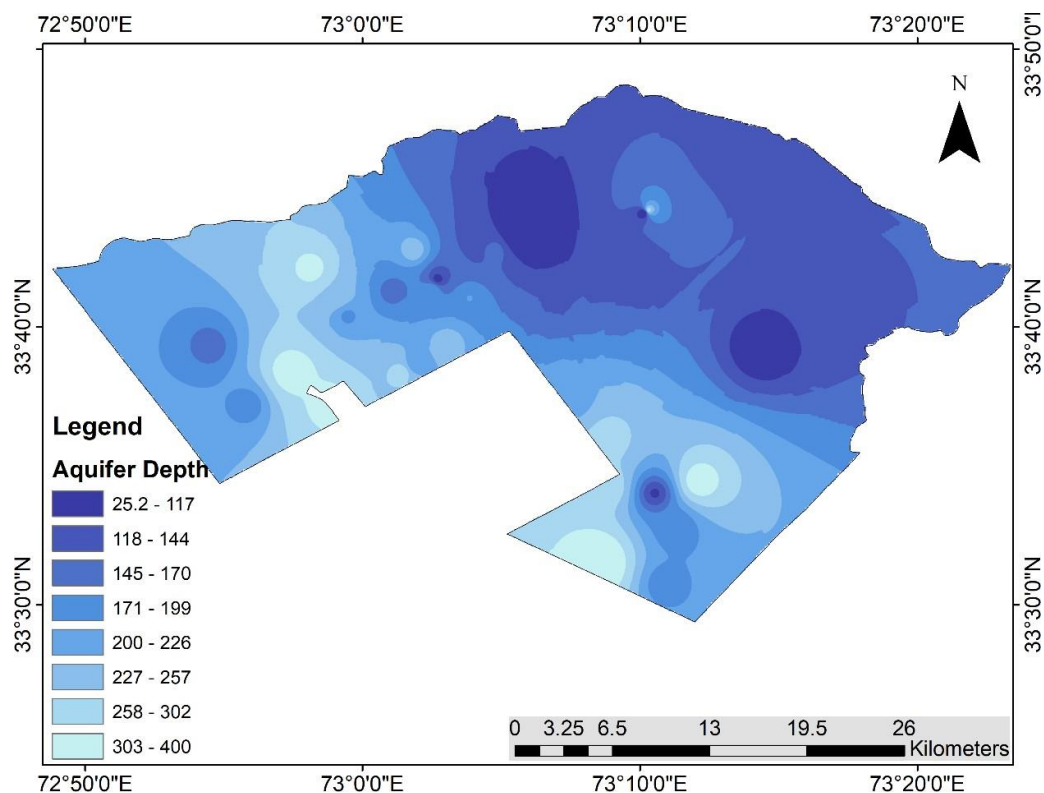 72°50'0"E 73°0'0"E 73°10'0"E 73°20'0"E
33°50'0"N
33°50'0"
N
33°40'0"N
33°40'0"N
33°30'0"N
33°30'0"N
Legend
Aquifer Depth
25.2 - 117
118 - 144
145 - 170
171 - 199
200 - 226
227 - 257
258 - 302
303 - 400
0 3.25 6.5 13 19.5 26
Kilometers
72°50'0"E 73°0'0"E 73°10'0"E 73°20'0"E